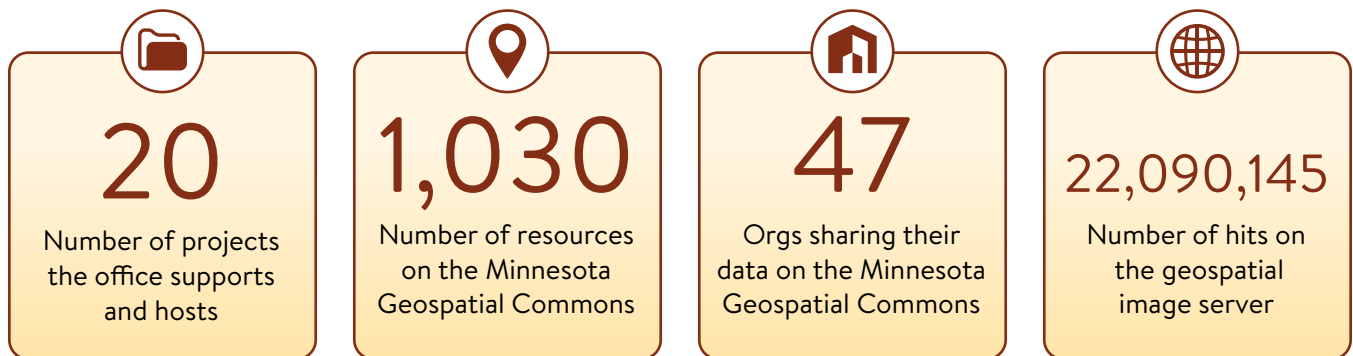 20
Number of projects
the office supports
and hosts
1,030
Number of resources
on the Minnesota
Geospatial Commons
47
Orgs sharing their
data on the Minnesota
Geospatial Commons
22,090,145
Number of hits on
the geospatial
image server